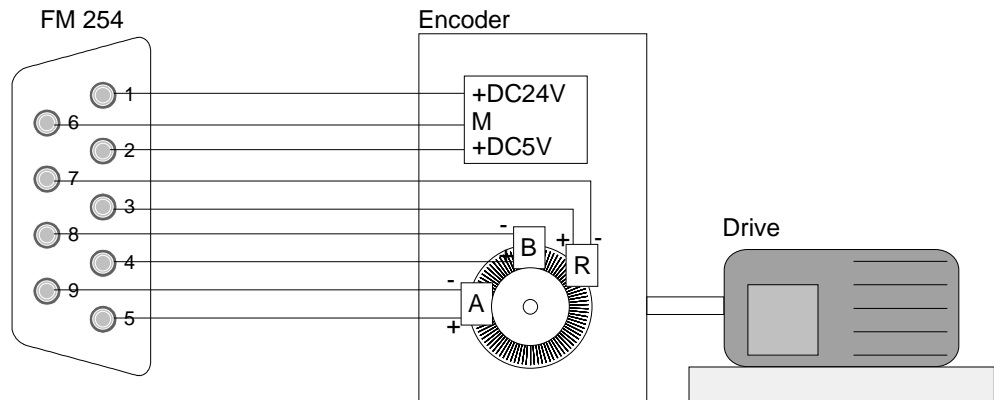 FM 254
Encoder
1
+DC24V
6
M
2
+DC5V
7
3
8
- B + -
4
+ R
Drive
9
-
A
5
+